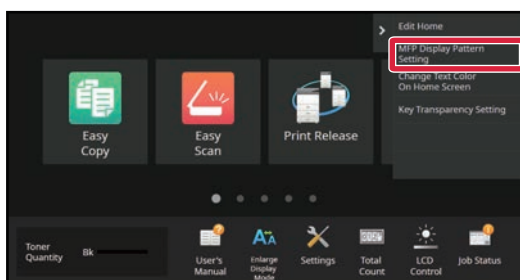 Edit Home
MFP Display Pattern
Setting
Change Text Color
On Home Screen
Key Transparency Setting
Easy
Copy
Easy
Scan
Print Release
Toner
Quantity
Bk
User's
Manual
Enlarge
Display
Mode
Settings
Total
Count
LCD
Control
Job Status